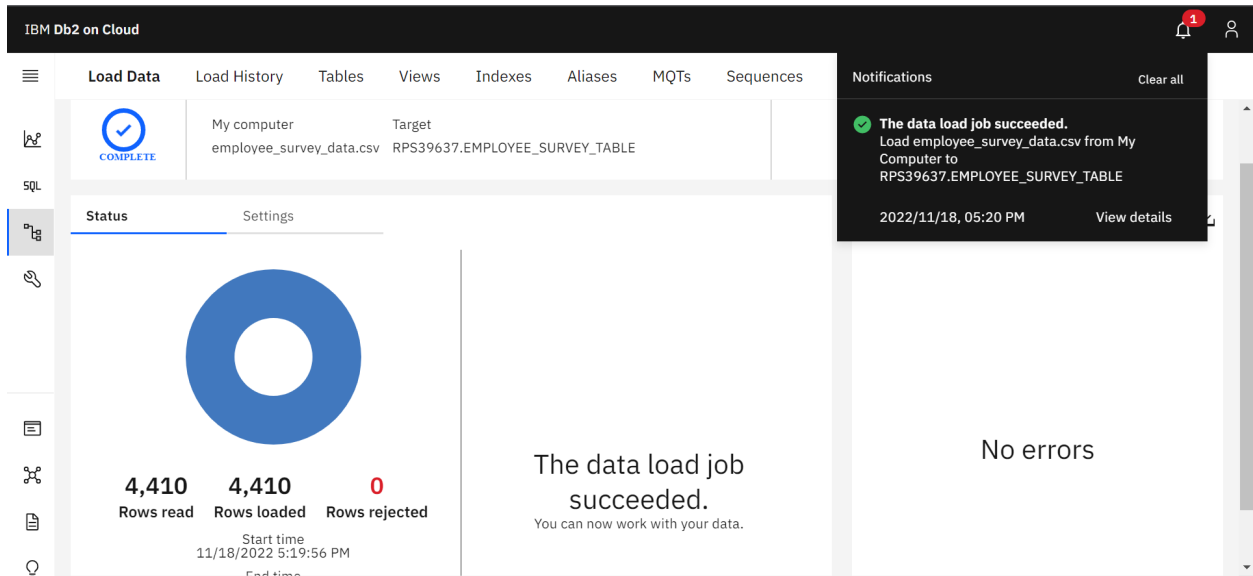 IBM Db2 on Cloud
1
Load Data Load History Tables Views Indexes Aliases MQTs Sequences
Notifications Clear all
The data load job succeeded.
Load employee_survey_data.csv from My
Computer to
RPS39637.EMPLOYEE_SURVEY_TABLE
2022/11/18, 05:20 PM View details
COMPLETE
My computer Target
employee_survey_data.csv RPS39637.EMPLOYEE_SURVEY_TABLE
SQL
Status Settings
4,410 4,410 0
Rows read Rows loaded Rows rejected
Start time
11/18/2022 5:19:56 PM
End time
The data load job
succeeded.
You can now work with your data.
No errors